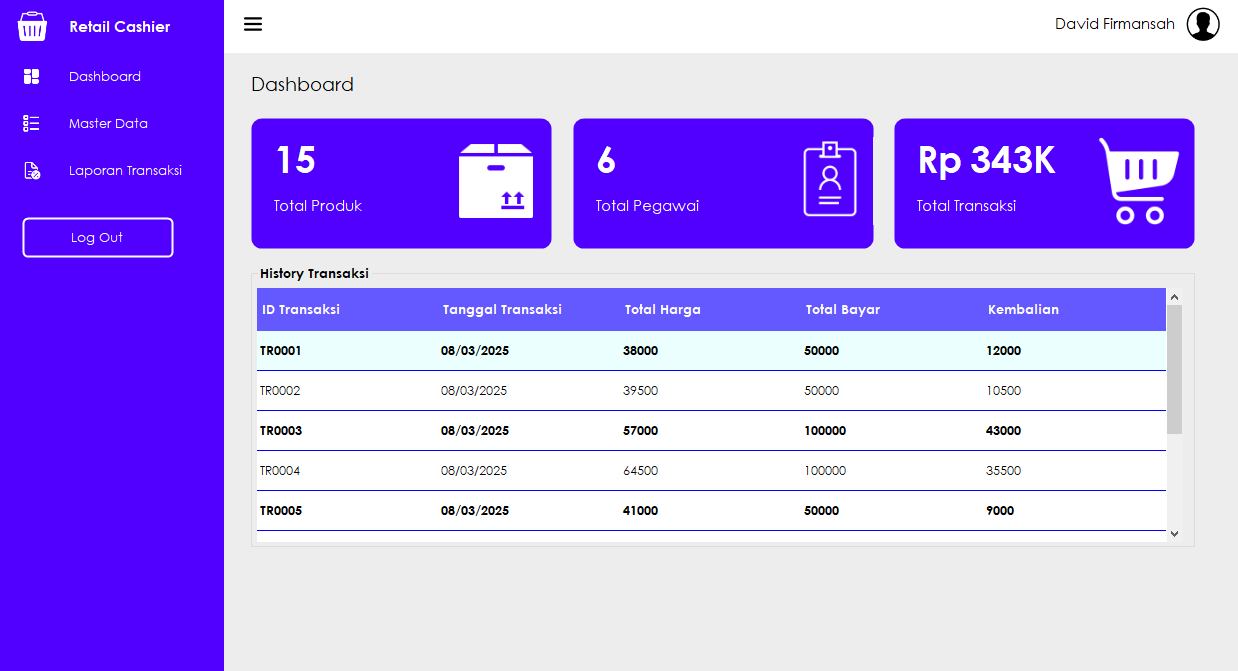 Retail Cashier
David Firmansah
Dashboard
Master Data
Laporan Transaksi
Log Out
Dashboard
15
Total Produk
6
Total Pegawai
Rp 343K
Total Transaksi
History Transaksi
ID Transaksi Tanggal Transaksi Total Harga Total Bayar Kembalian
TR0001 08/03/2025 38000 50000 12000
TR0002 08/03/2025 39500 50000 10500
TR0003 08/03/2025 57000 100000 43000
TR0004 08/03/2025 64500 100000 35500
TR0005 08/03/2025 41000 50000 9000